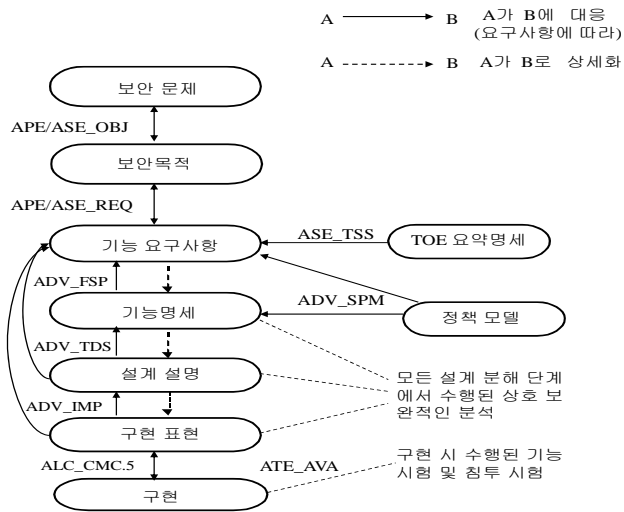 A B A가 B에 대응
(요구사항에 따라)
A B A가 B로 상세화
보안 문제
APE/ASE_OBJ
보안목적
APE/ASE_REQ
기능 요구사항
ASE_TSS
TOE 요약명세
ADV_FSP
기능명세
ADV_SPM
정책 모델
ADV_TDS
설계 설명
모든 설계 분해 단계
에서 수행된 상호 보
완적인 분석
ADV_IMP
구현 표현
ALC_CMC.5
ATE_AVA
구현 시 수행된 기능
시험 및 침투 시험
구현